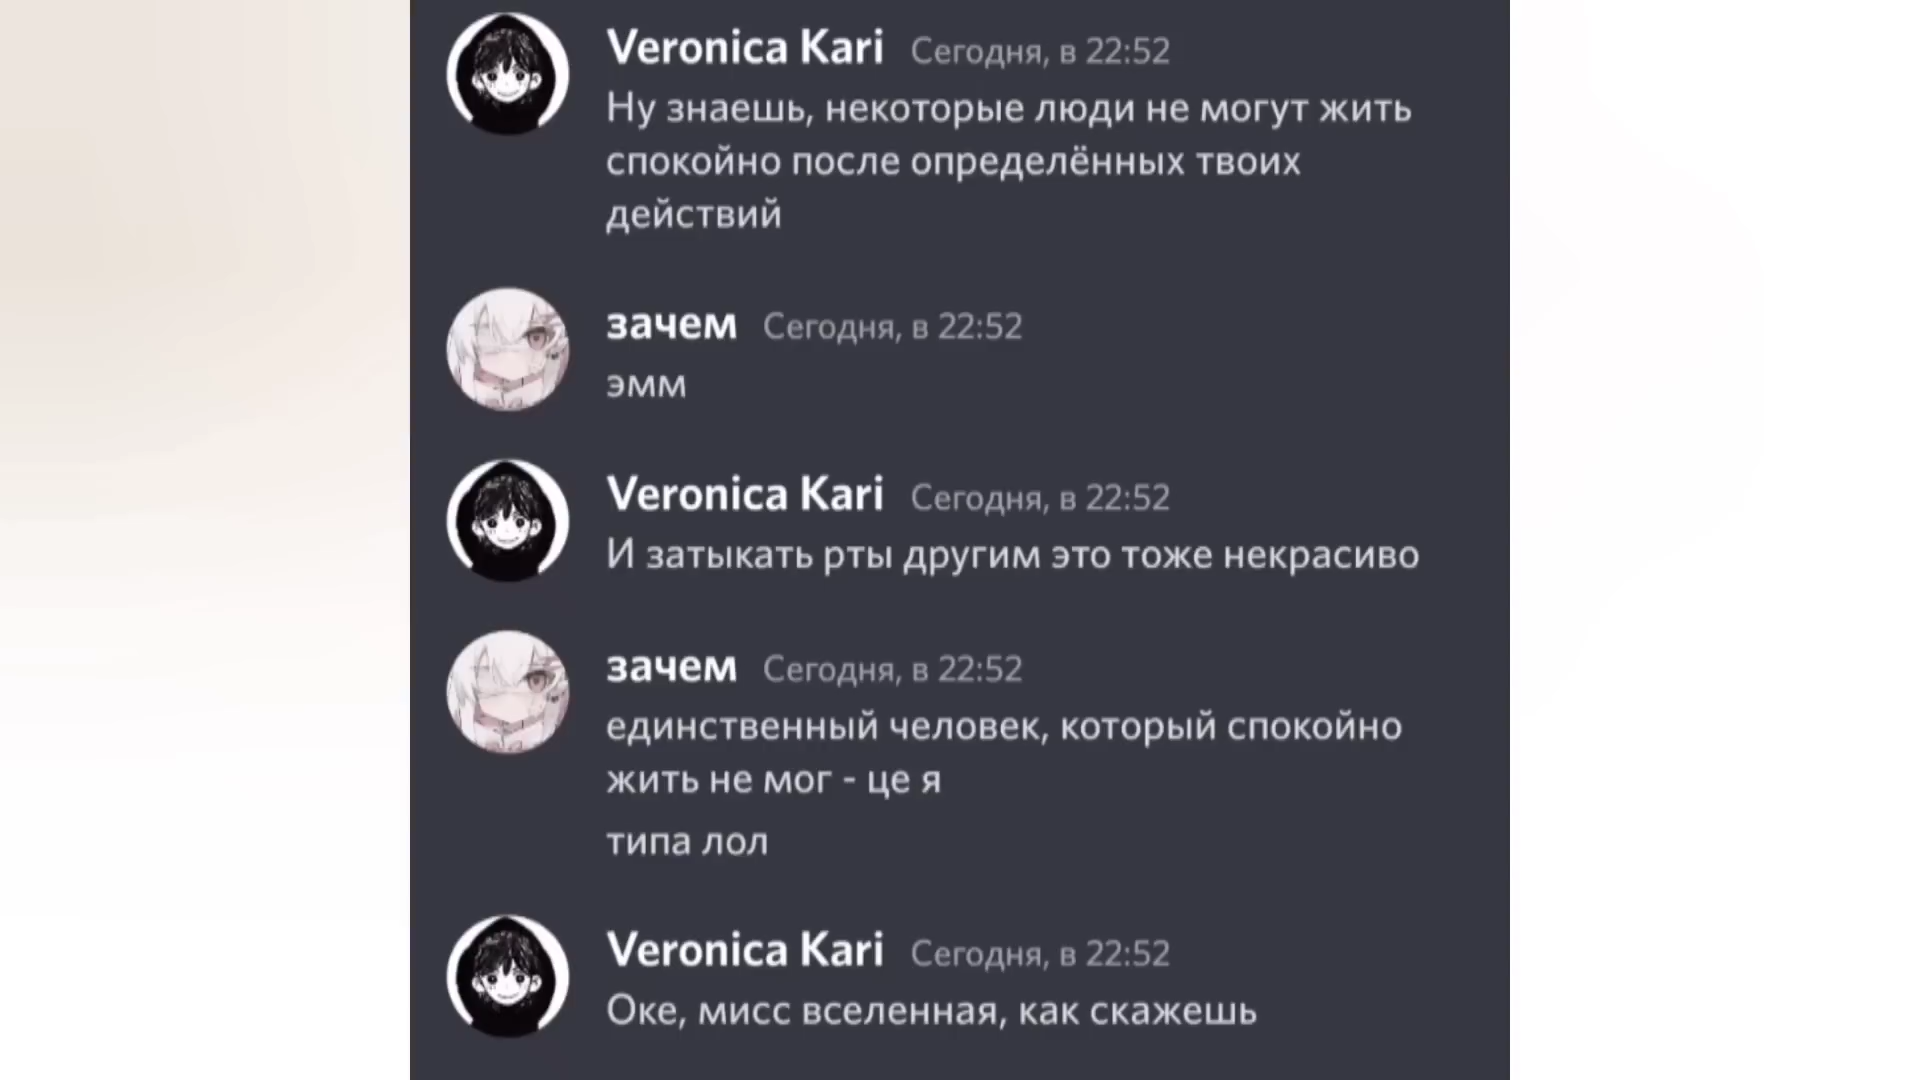 Veronica Kari Сегодня, в 22:52
Ну знаешь, некоторые люди не могут жить
спокойно после определённых твоих
действий
зачем Сегодня, в 22:52
эмм
Veronica Kari Сегодня, в 22:52
И затыкать рты другим это тоже некрасиво
зачем Сегодня, в 22:52
единственный человек, который спокойно
жить не мог - це я
типа лол
Veronica Kari Сегодня, в 22:52
Оке, мисс вселенная, как скажешь